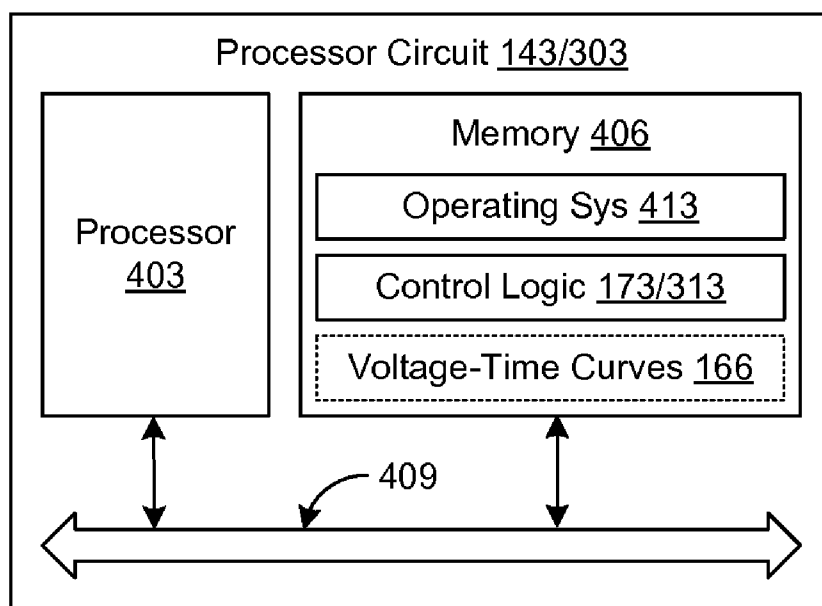 Processor Circuit 143/303
Processor
403
Memory 406
Operating Sys 413
Control Logic 173/313
Voltage-Time Curves 166
409